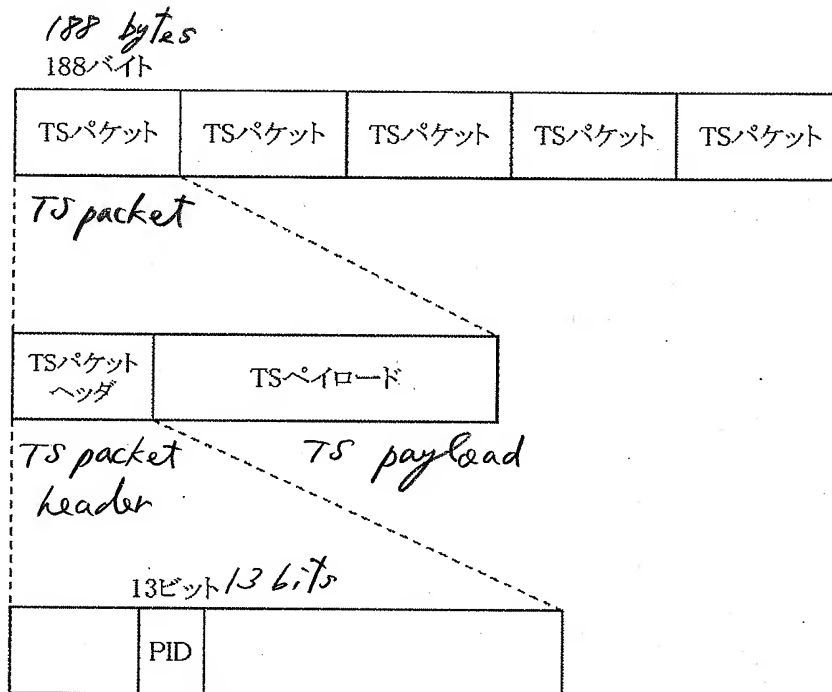 188 bytes
188バイト
TSパケット TSパケット TSパケット TSパケット TSパケット
TS packet
TSパケット
ヘッダ
TSペイロード
TS packet
header
TS payload
13ビット 13 bits
PID